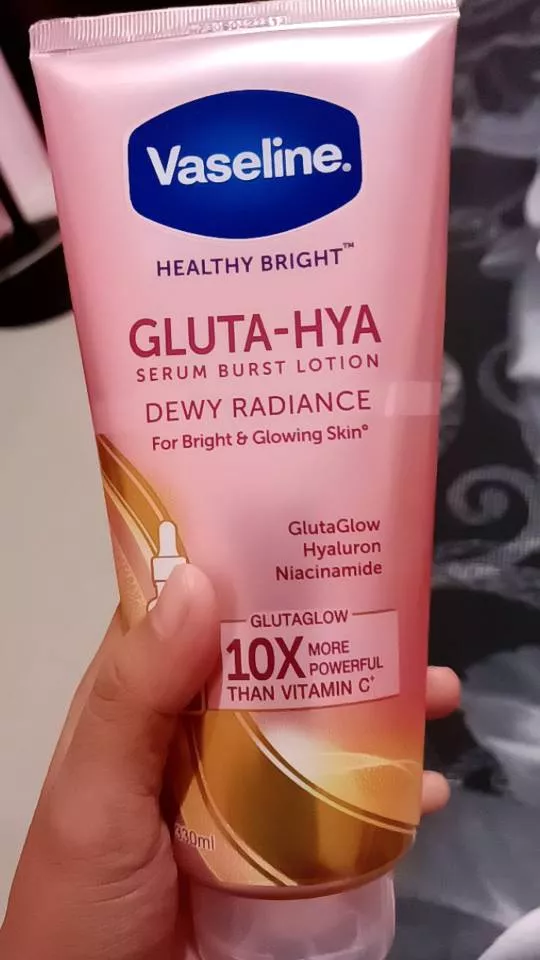 Vaseline.
HEALTHY BRIGHT™
GLUTA-HYA
SERUM BURST LOTION
DEWY RADIANCE
For Bright & Glowing Skin°
GlutaGlow
Hyaluron
Niacinamide
GLUTAGLOW
10X MORE
POWERFUL
THAN VITAMIN C⁺
330ml